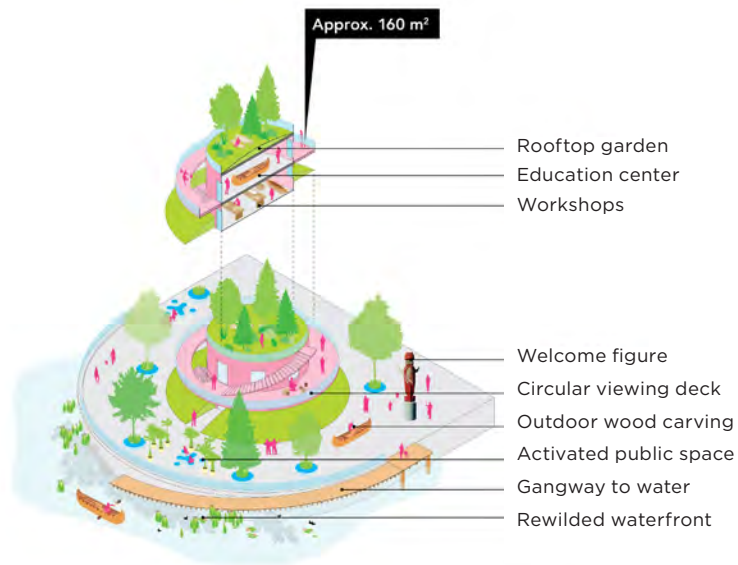 Approx. 160 m²
Rooftop garden
Education center
Workshops
Welcome figure
Circular viewing deck
Outdoor wood carving
Activated public space
Gangway to water
Rewilded waterfront